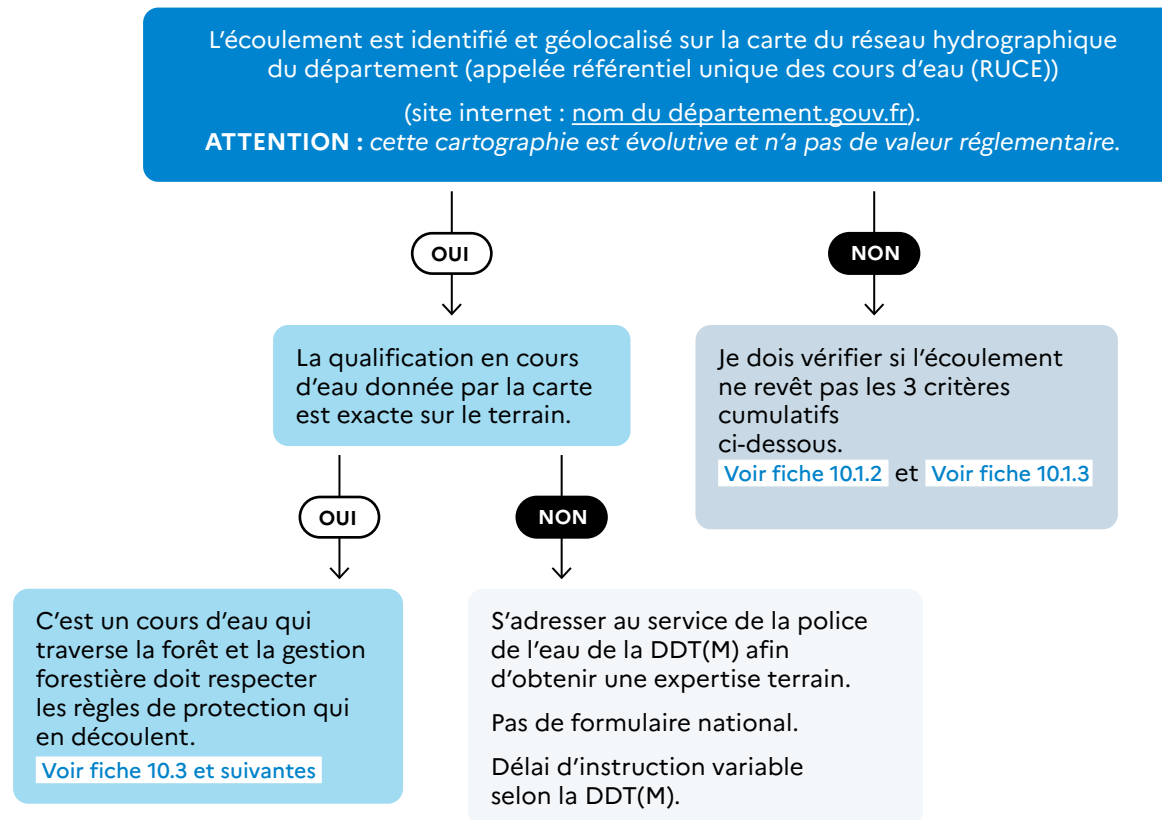 L'écoulement est identifié et géolocalisé sur la carte du réseau hydrographique
du département (appelée référentiel unique des cours d'eau (RUCE))
(site internet : nom du département.gouv.fr).
ATTENTION : cette cartographie est évolutive et n'a pas de valeur réglementaire.
OUI
NON
La qualification en cours
d'eau donnée par la carte
est exacte sur le terrain.
Je dois vérifier si l'écoulement
ne revêt pas les 3 critères
cumulatifs
ci-dessous.
Voir fiche 10.1.2 et Voir fiche 10.1.3
OUI
NON
C'est un cours d'eau qui
traverse la forêt et la gestion
forestière doit respecter
les règles de protection qui
en découlent.
Voir fiche 10.3 et suivantes
S'adresser au service de la police
de l'eau de la DDT(M) afin
d'obtenir une expertise terrain.
Pas de formulaire national.
Délai d'instruction variable
selon la DDT(M).